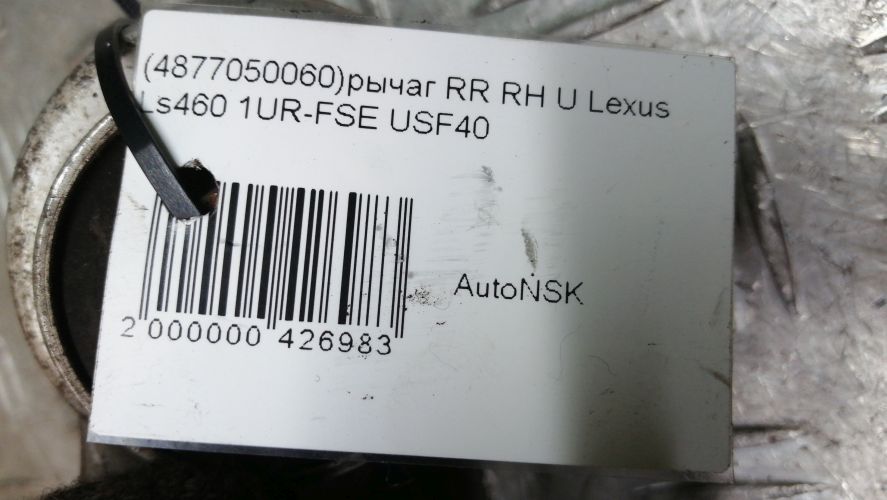 (4877050060)рычаг RR RH U Lexus
Ls460 1UR-FSE USF40
AutoNSK
2 000000 426983